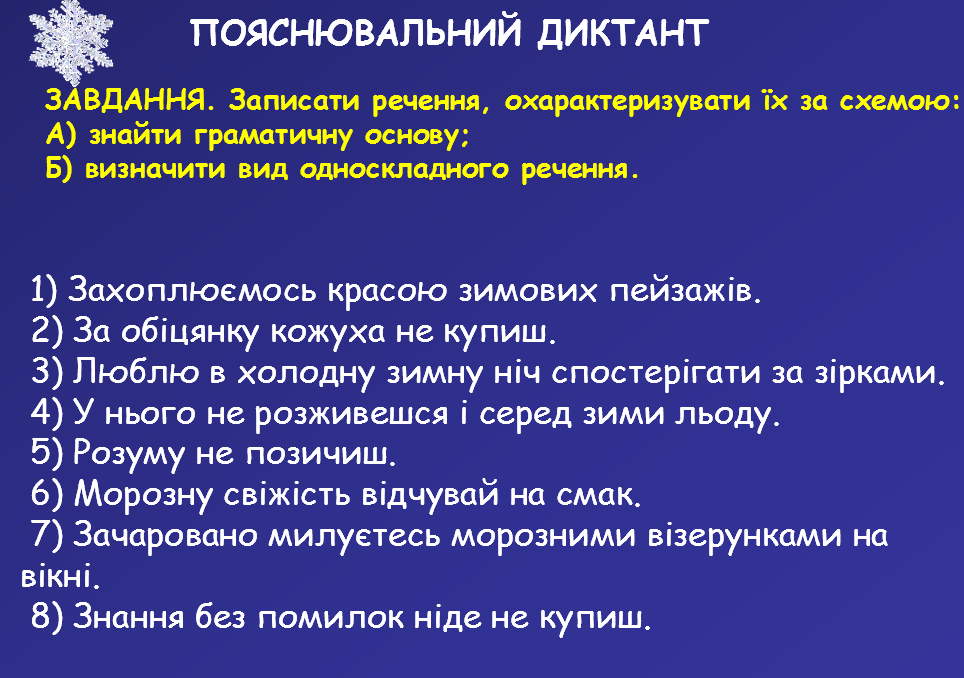 ПОЯСНЮВАЛЬНИЙ ДИКТАНТ
ЗАВДАННЯ. Записати речення, охарактеризувати їх за схемою:
А) знайти граматичну основу;
Б) визначити вид односкладного речення.
1) Захоплюємось красою зимових пейзажів.
2) За обіцянку кожуха не купиш.
3) Люблю в холодну зимну ніч спостерігати за зірками.
4) У нього не розживешся і серед зими льоду.
5) Розуму не позичиш.
6) Морозну свіжість відчувай на смак.
7) Зачаровано милуєтесь морозними візерунками на
вікні.
8) Знання без помилок ніде не купиш.